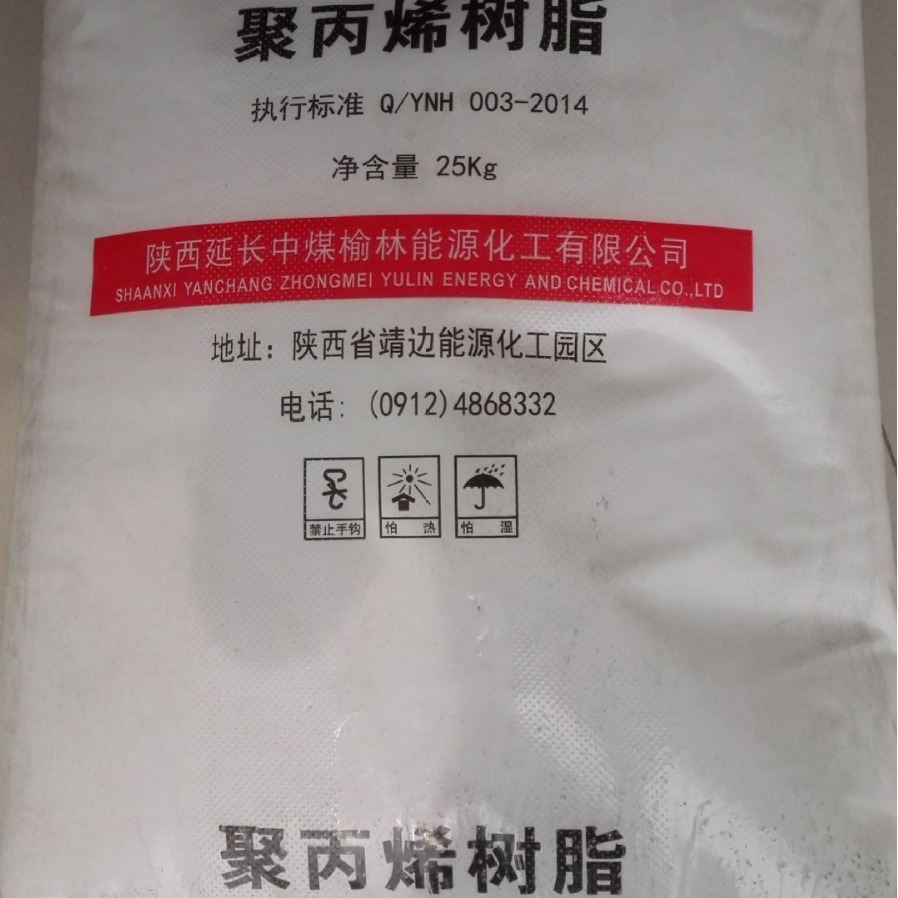 聚丙烯树脂
执行标准 Q/YNH 003-2014
净含量 25Kg
陕西延长中煤榆林能源化工有限公司
SHAANXI YANCHANG ZHONGMEI YULIN ENERGY AND CHEMICAL CO.,LTD
地址：陕西省靖边能源化工园区
电话：(0912)4868332
禁止手钩 怕热 怕湿
聚丙烯树脂